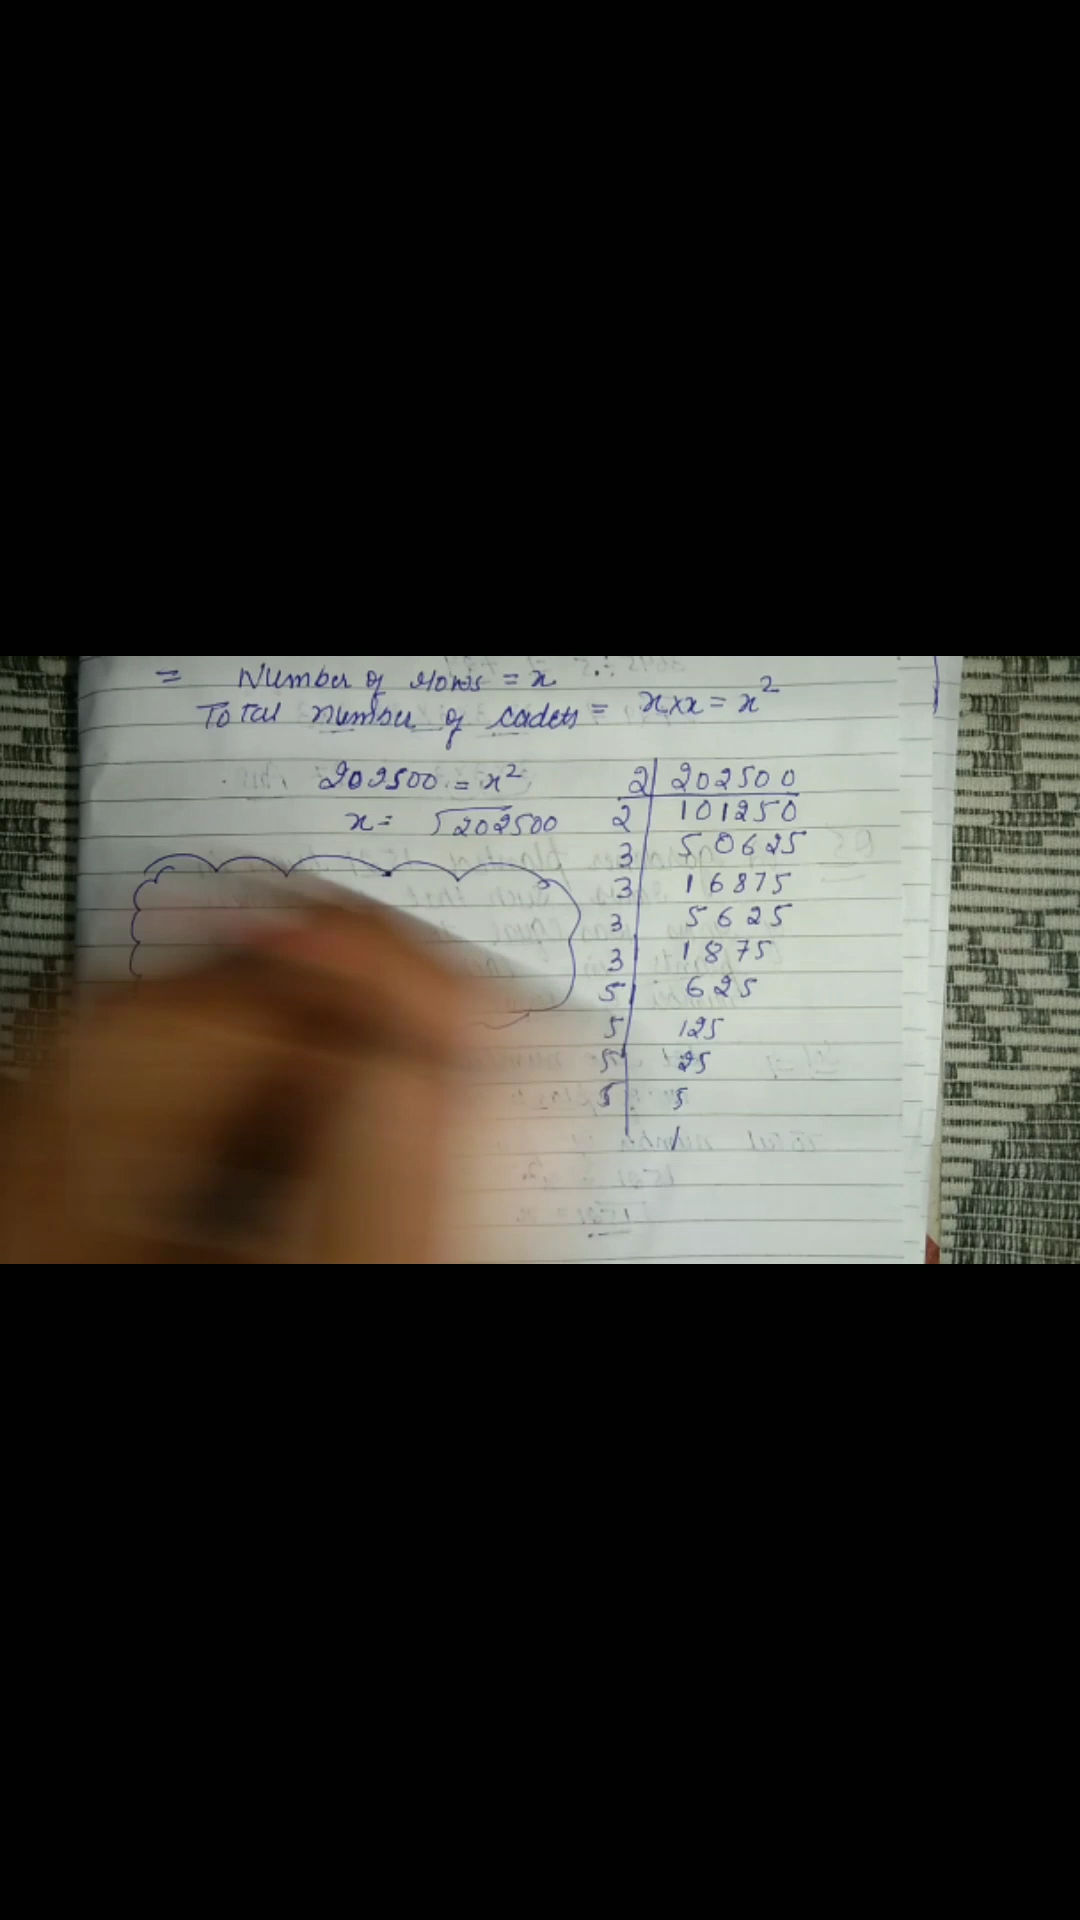 = Number of rows = x
Total number of cadets = x×x = x²
202500 = x²
x = √202500
2 | 202500
2 | 101250
3 | 50625
3 | 16875
3 | 5625
3 | 1875
5 | 625
5 | 125
5 | 25
5 | 5
1